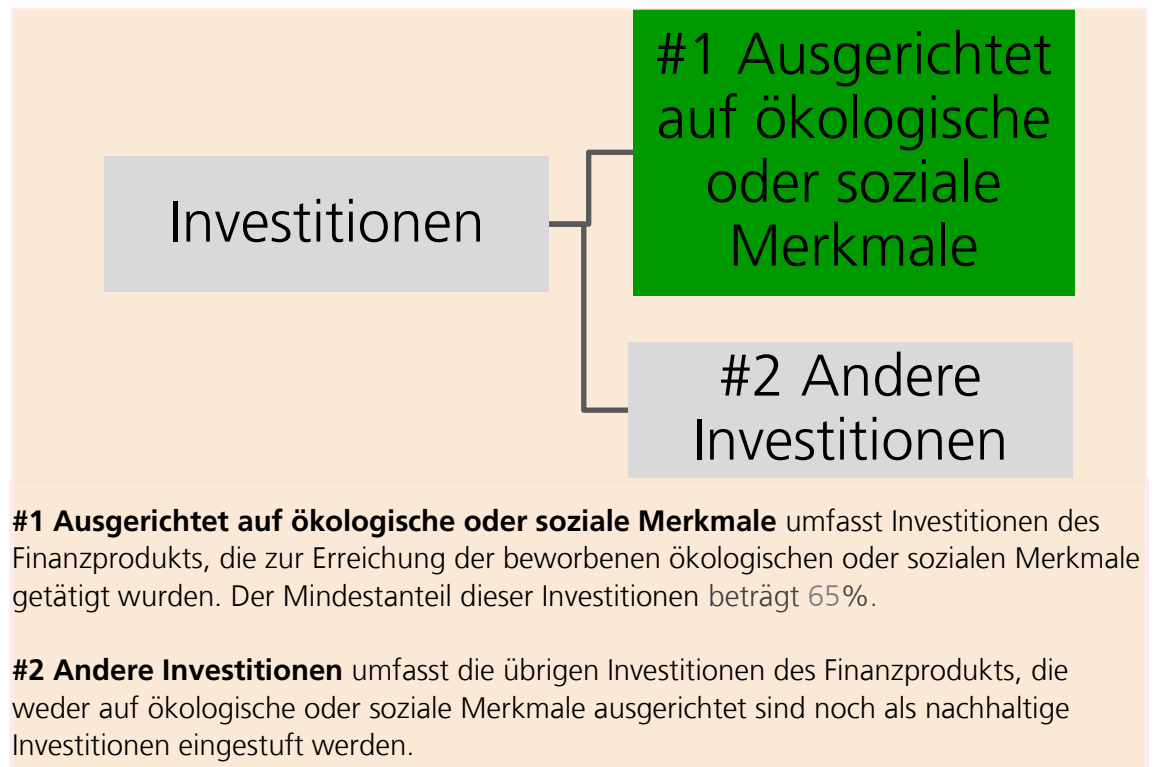 #1 Ausgerichtet
auf ökologische
oder soziale
Merkmale
Investitionen
#2 Andere
Investitionen
#1 Ausgerichtet auf ökologische oder soziale Merkmale umfasst Investitionen des
Finanzprodukts, die zur Erreichung der beworbenen ökologischen oder sozialen Merkmale
getätigt wurden. Der Mindestanteil dieser Investitionen beträgt 65%.
#2 Andere Investitionen umfasst die übrigen Investitionen des Finanzprodukts, die
weder auf ökologische oder soziale Merkmale ausgerichtet sind noch als nachhaltige
Investitionen eingestuft werden.